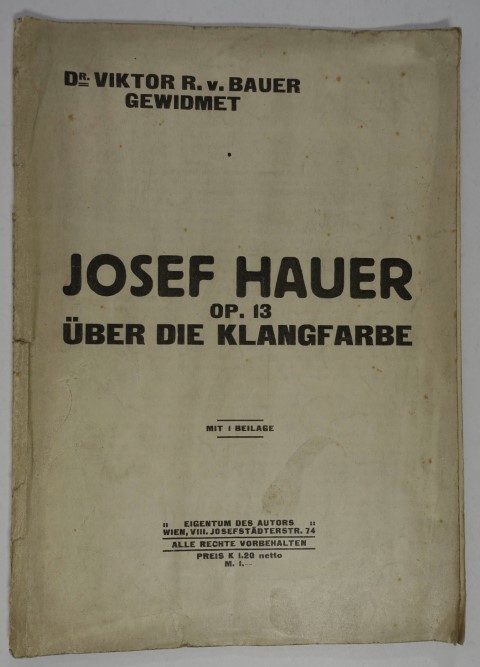 DR. VIKTOR R. v. BAUER
GEWIDMET
JOSEF HAUER
OP. 13
ÜBER DIE KLANGFARBE
MIT 1 BEILAGE
„ EIGENTUM DES AUTORS „
WIEN, VIII. JOSEFSTÄDTERSTR. 74
ALLE RECHTE VORBEHALTEN
PREIS K 1.20 netto
M. 1.—